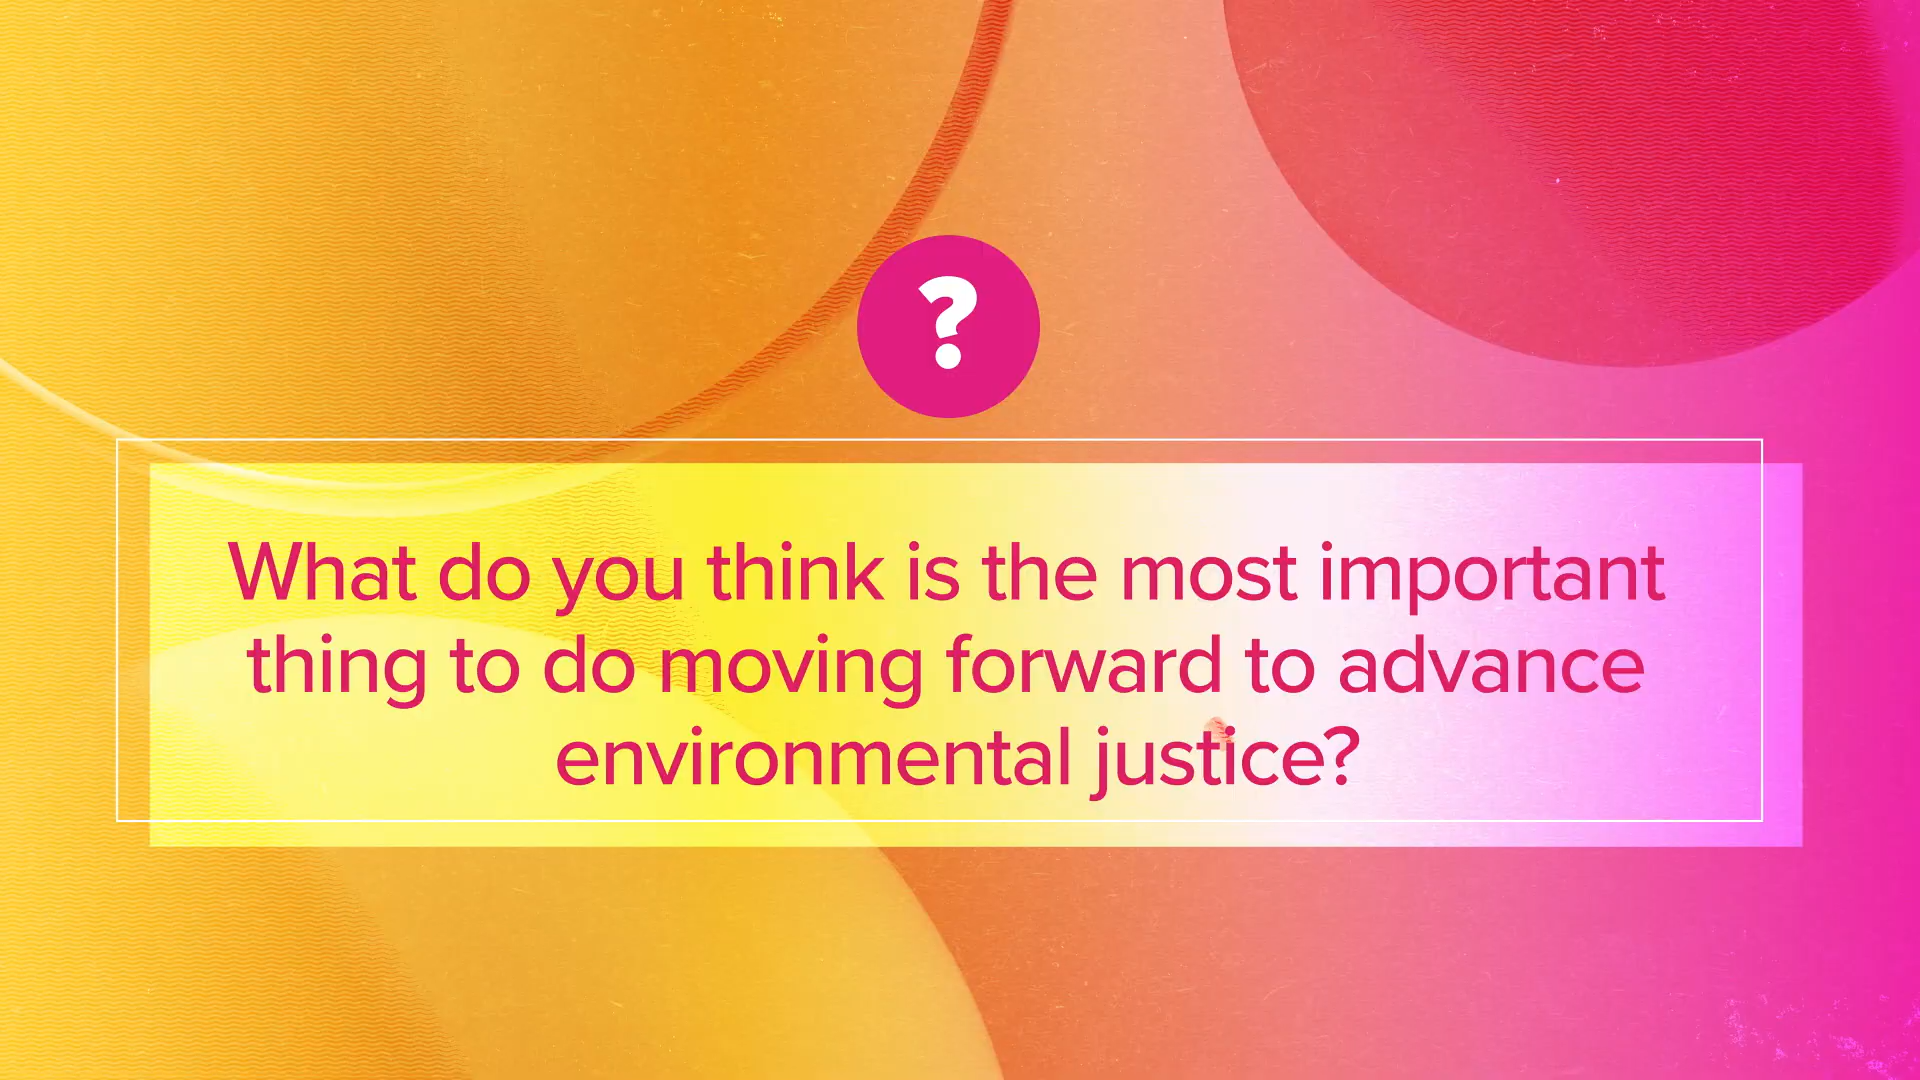 ?
What do you think is the most important
thing to do moving forward to advance
environmental justice?